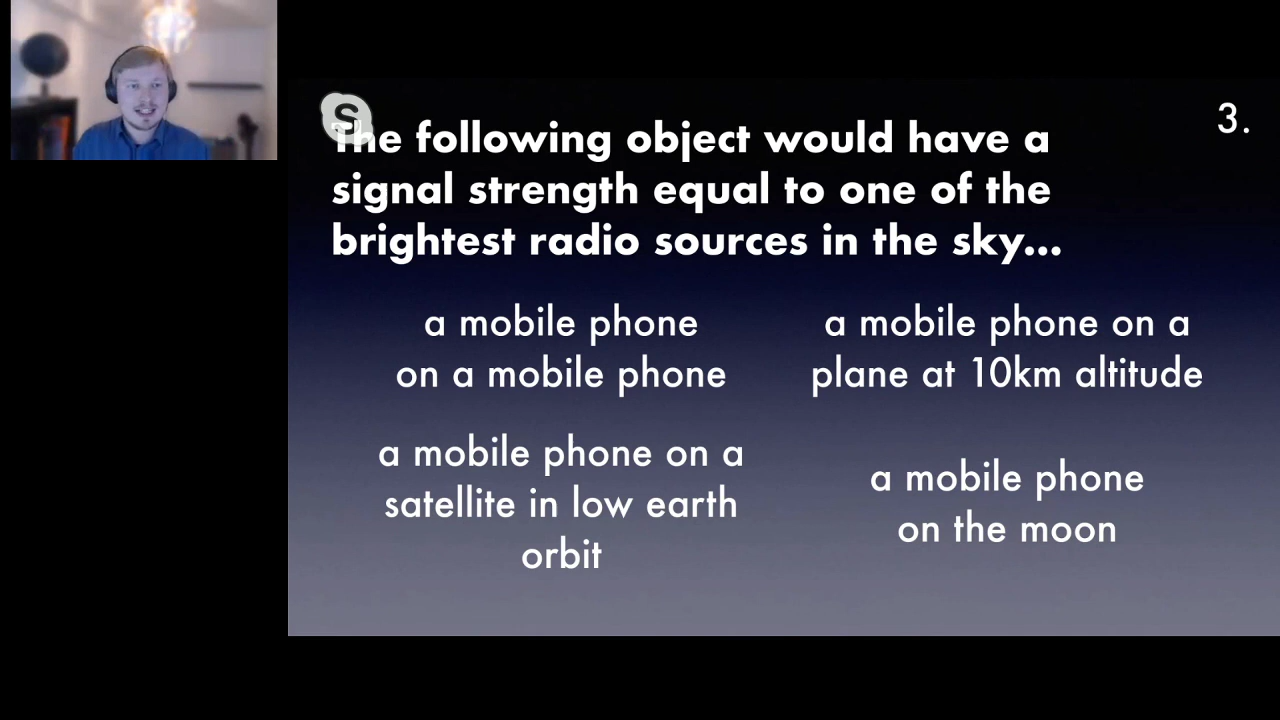 3.
The following object would have a
signal strength equal to one of the
brightest radio sources in the sky...
a mobile phone
on a mobile phone
a mobile phone on a
plane at 10km altitude
a mobile phone on a
satellite in low earth
orbit
a mobile phone
on the moon